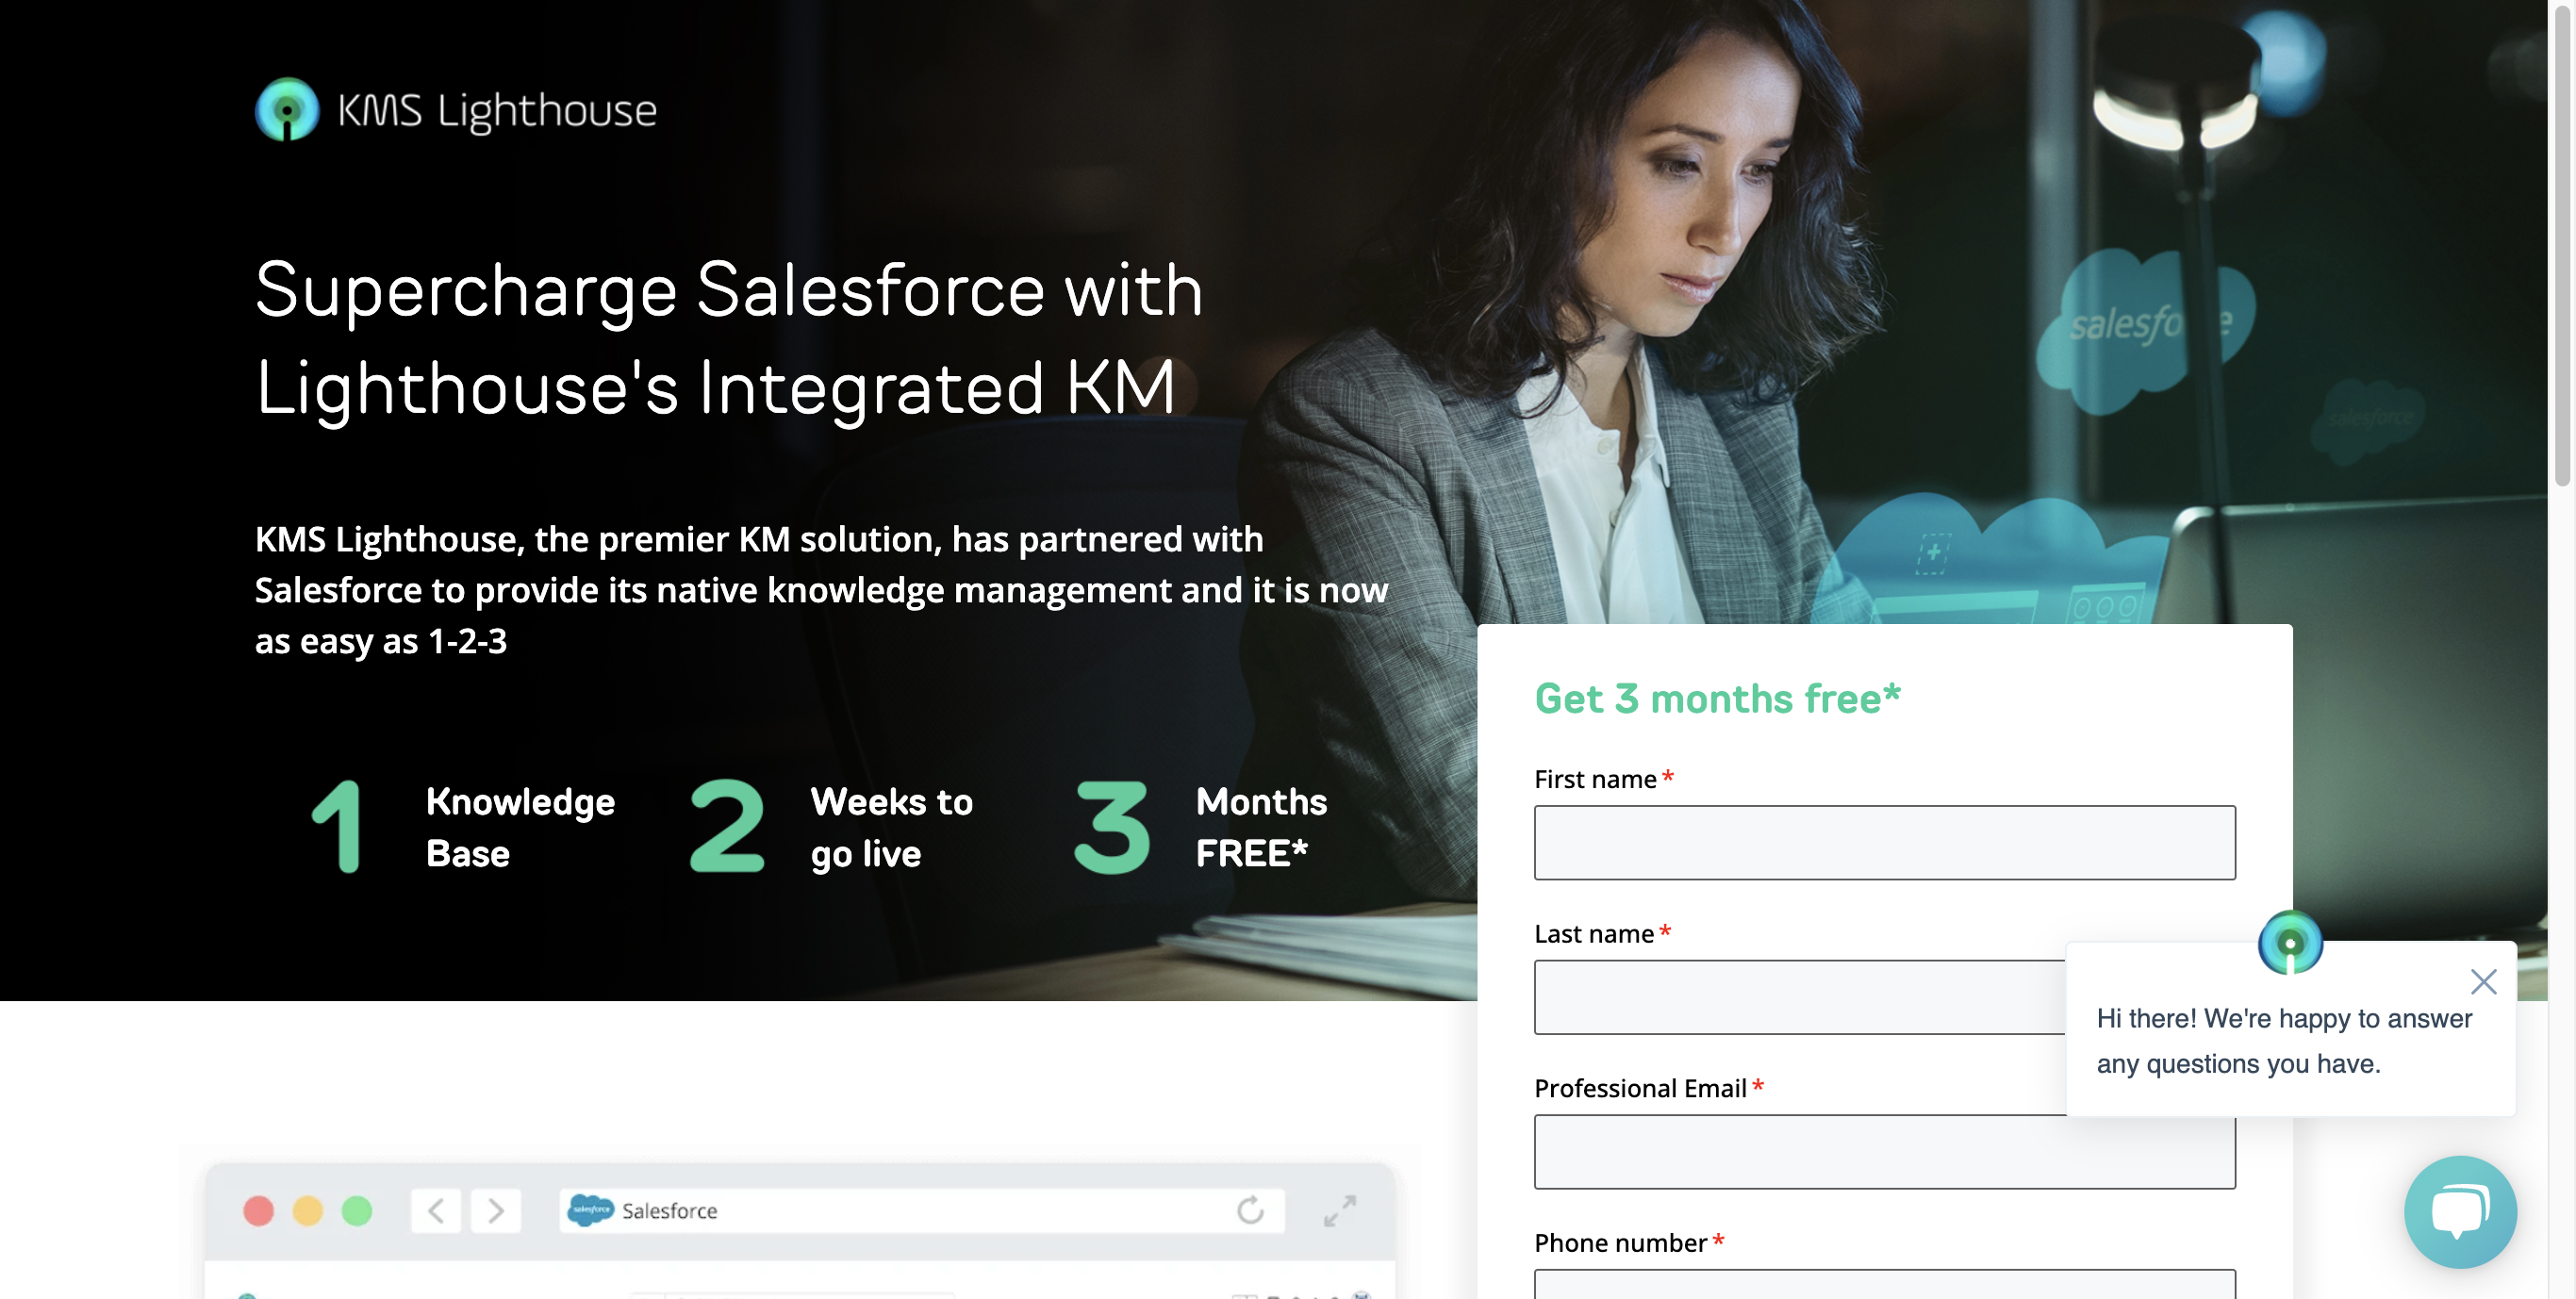 KMS Lighthouse
Supercharge Salesforce with
Lighthouse's Integrated KM
KMS Lighthouse, the premier KM solution, has partnered with
Salesforce to provide its native knowledge management and it is now
as easy as 1-2-3
1 Knowledge
Base
2 Weeks to
go live
3 Months
FREE*
salesforce
Get 3 months free*
First name*
Last name*
Professional Email*
Phone number*
Hi there! We're happy to answer
any questions you have.
salesforce Salesforce